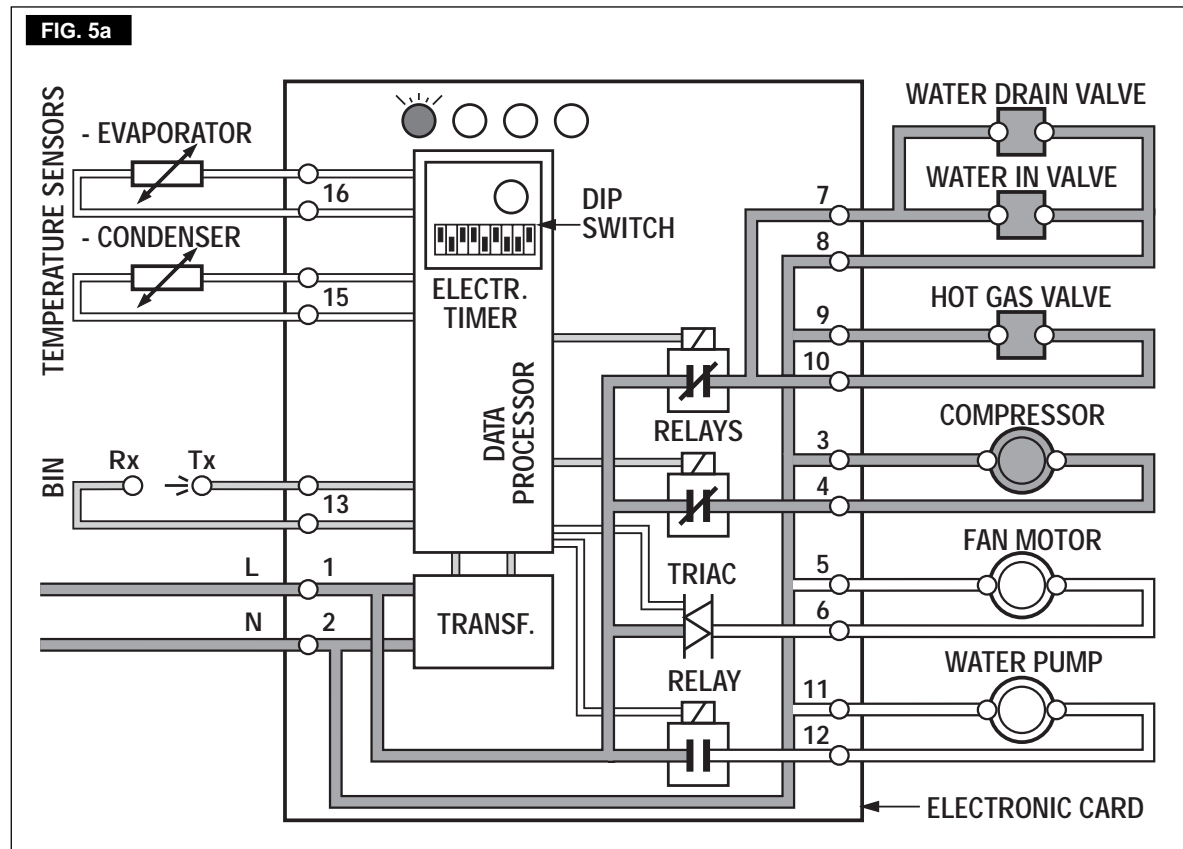 FIG. 5a
TEMPERATURE SENSORS
- EVAPORATOR
16
- CONDENSER
15
BIN
Rx
Tx
13
L
1
N
2
DIP
SWITCH
ELECTR.
TIMER
DATA
PROCESSOR
TRANSF.
RELAYS
TRIAC
RELAY
WATER DRAIN VALVE
WATER IN VALVE
7
8
HOT GAS VALVE
9
10
COMPRESSOR
3
4
FAN MOTOR
5
6
WATER PUMP
11
12
ELECTRONIC CARD